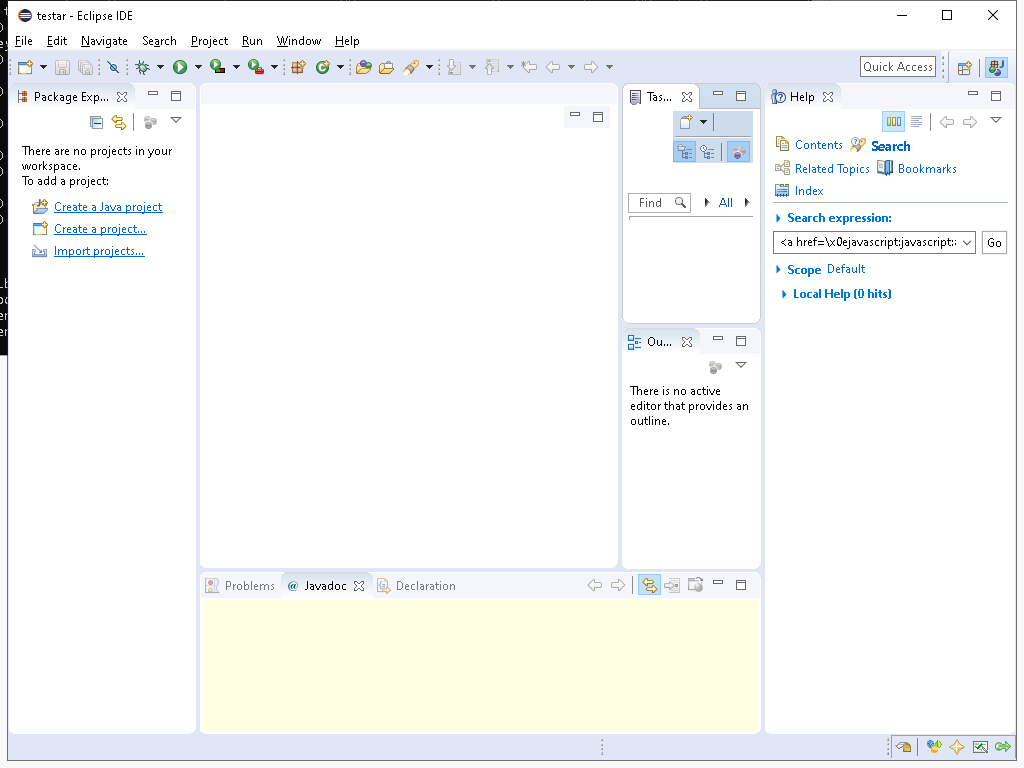 testar - Eclipse IDE
File Edit Navigate Search Project Run Window Help
Quick Access
Package Exp...
There are no projects in your
workspace.
To add a project:
Create a Java project
Create a project...
Import projects...
Tas...
Find
All
Ou...
There is no active
editor that provides an
outline.
Help
Contents Search
Related Topics Bookmarks
Index
Search expression:
<a href=\x0ejavascript:javascript:
Go
Scope Default
Local Help (0 hits)
Problems @ Javadoc Declaration